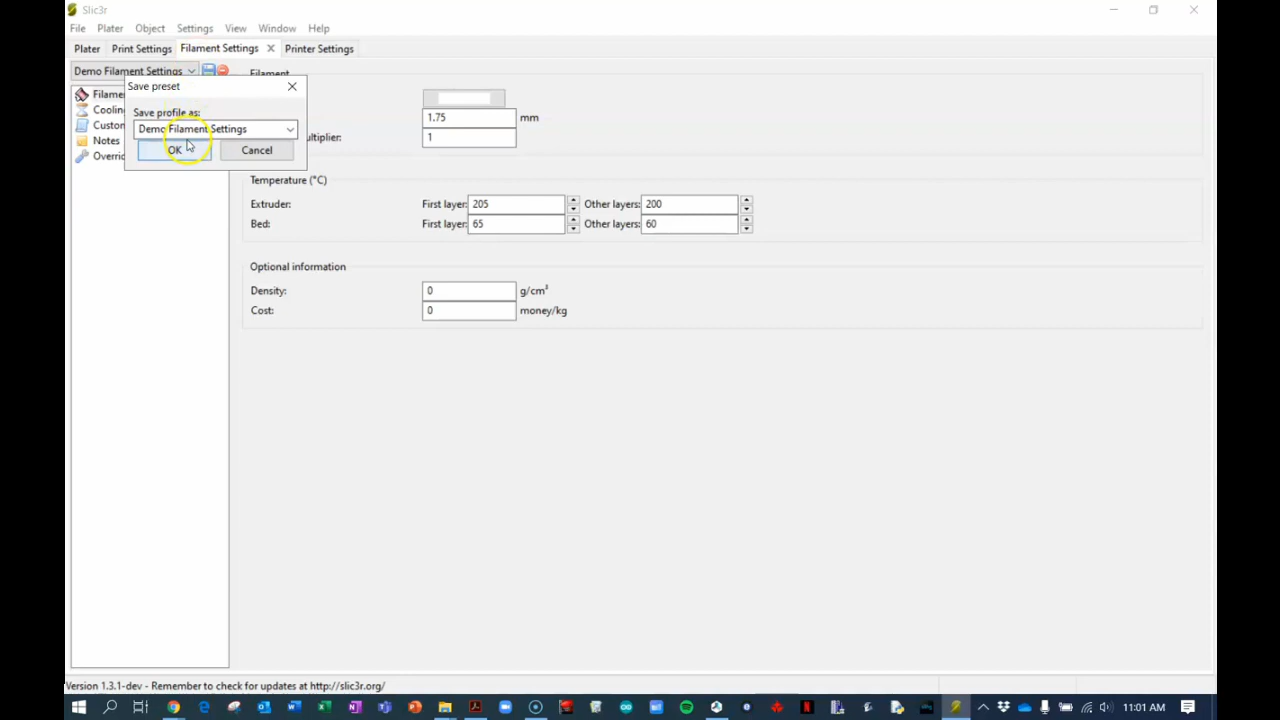 Slic3r
File Plater Object Settings View Window Help
Plater Print Settings Filament Settings Printer Settings
Demo Filament Settings
Save preset
Save profile as:
Demo Filament Settings
OK Cancel
Notes
Filament
1.75 mm
1
Temperature (°C)
Extruder: First layer: 205 Other layers: 200
Bed: First layer: 65 Other layers: 60
Optional information
Density: 0 g/cm³
Cost: 0 money/kg
Version 1.3.1-dev - Remember to check for updates at http://slic3r.org/
11:01 AM